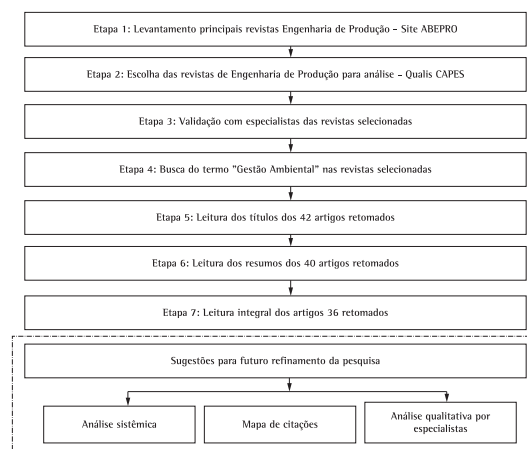 Etapa 1: Levantamento principais revistas Engenharia de Produção – Site ABEPRO
Etapa 2: Escolha das revistas de Engenharia de Produção para análise – Qualis CAPES
Etapa 3: Validação com especialistas das revistas selecionadas
Etapa 4: Busca do termo "Gestão Ambiental" nas revistas selecionadas
Etapa 5: Leitura dos títulos dos 42 artigos retomados
Etapa 6: Leitura dos resumos dos 40 artigos retomados
Etapa 7: Leitura integral dos artigos 36 retomados
Sugestões para futuro refinamento da pesquisa
Análise sistêmica
Mapa de citações
Análise qualitativa por
especialistas